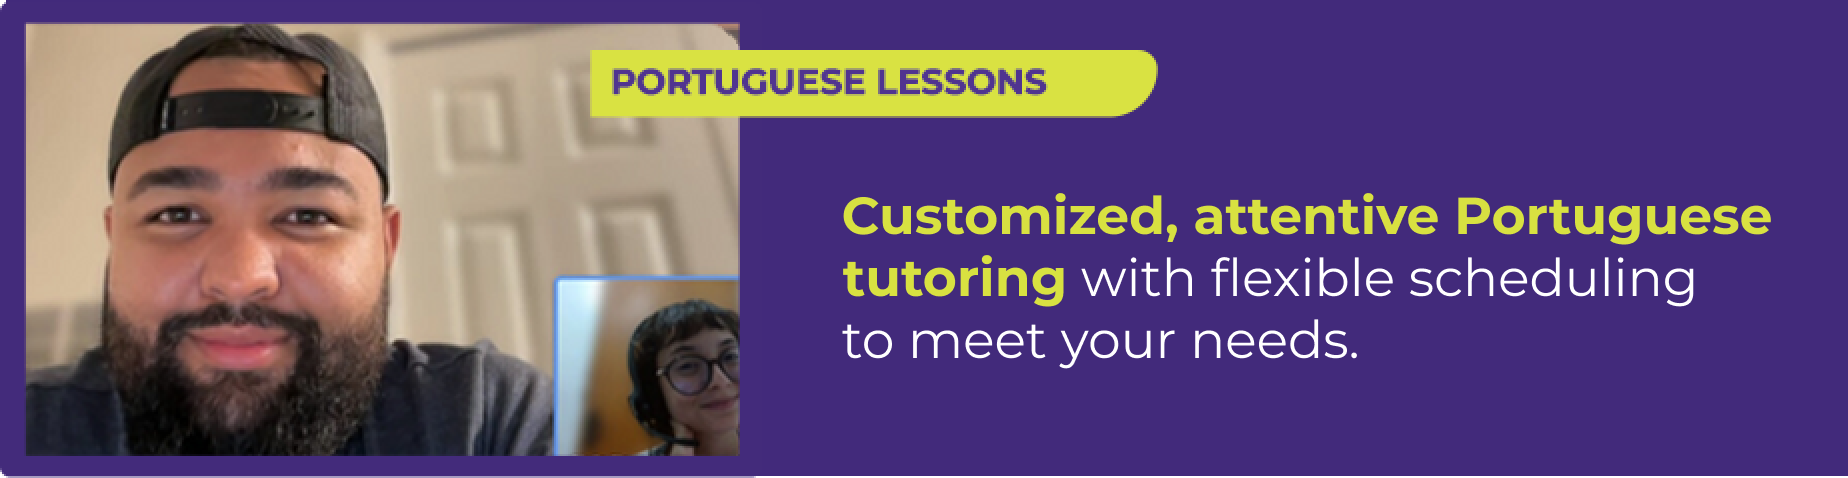 PORTUGUESE LESSONS
Customized, attentive Portuguese
tutoring with flexible scheduling
to meet your needs.